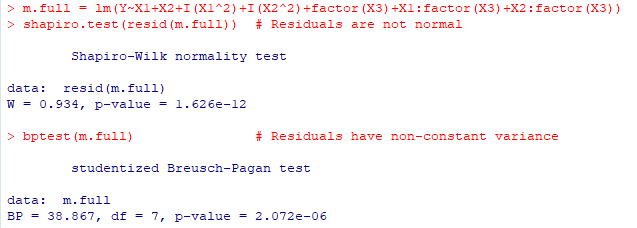 > m.full = lm(Y~X1+X2+I(X1^2)+I(X2^2)+factor(X3)+X1:factor(X3)+X2:factor(X3))
> shapiro.test(resid(m.full))  # Residuals are not normal
Shapiro-Wilk normality test
data:  resid(m.full)
W = 0.934, p-value = 1.626e-12
> bptest(m.full)               # Residuals have non-constant variance
studentized Breusch-Pagan test
data:  m.full
BP = 38.867, df = 7, p-value = 2.072e-06